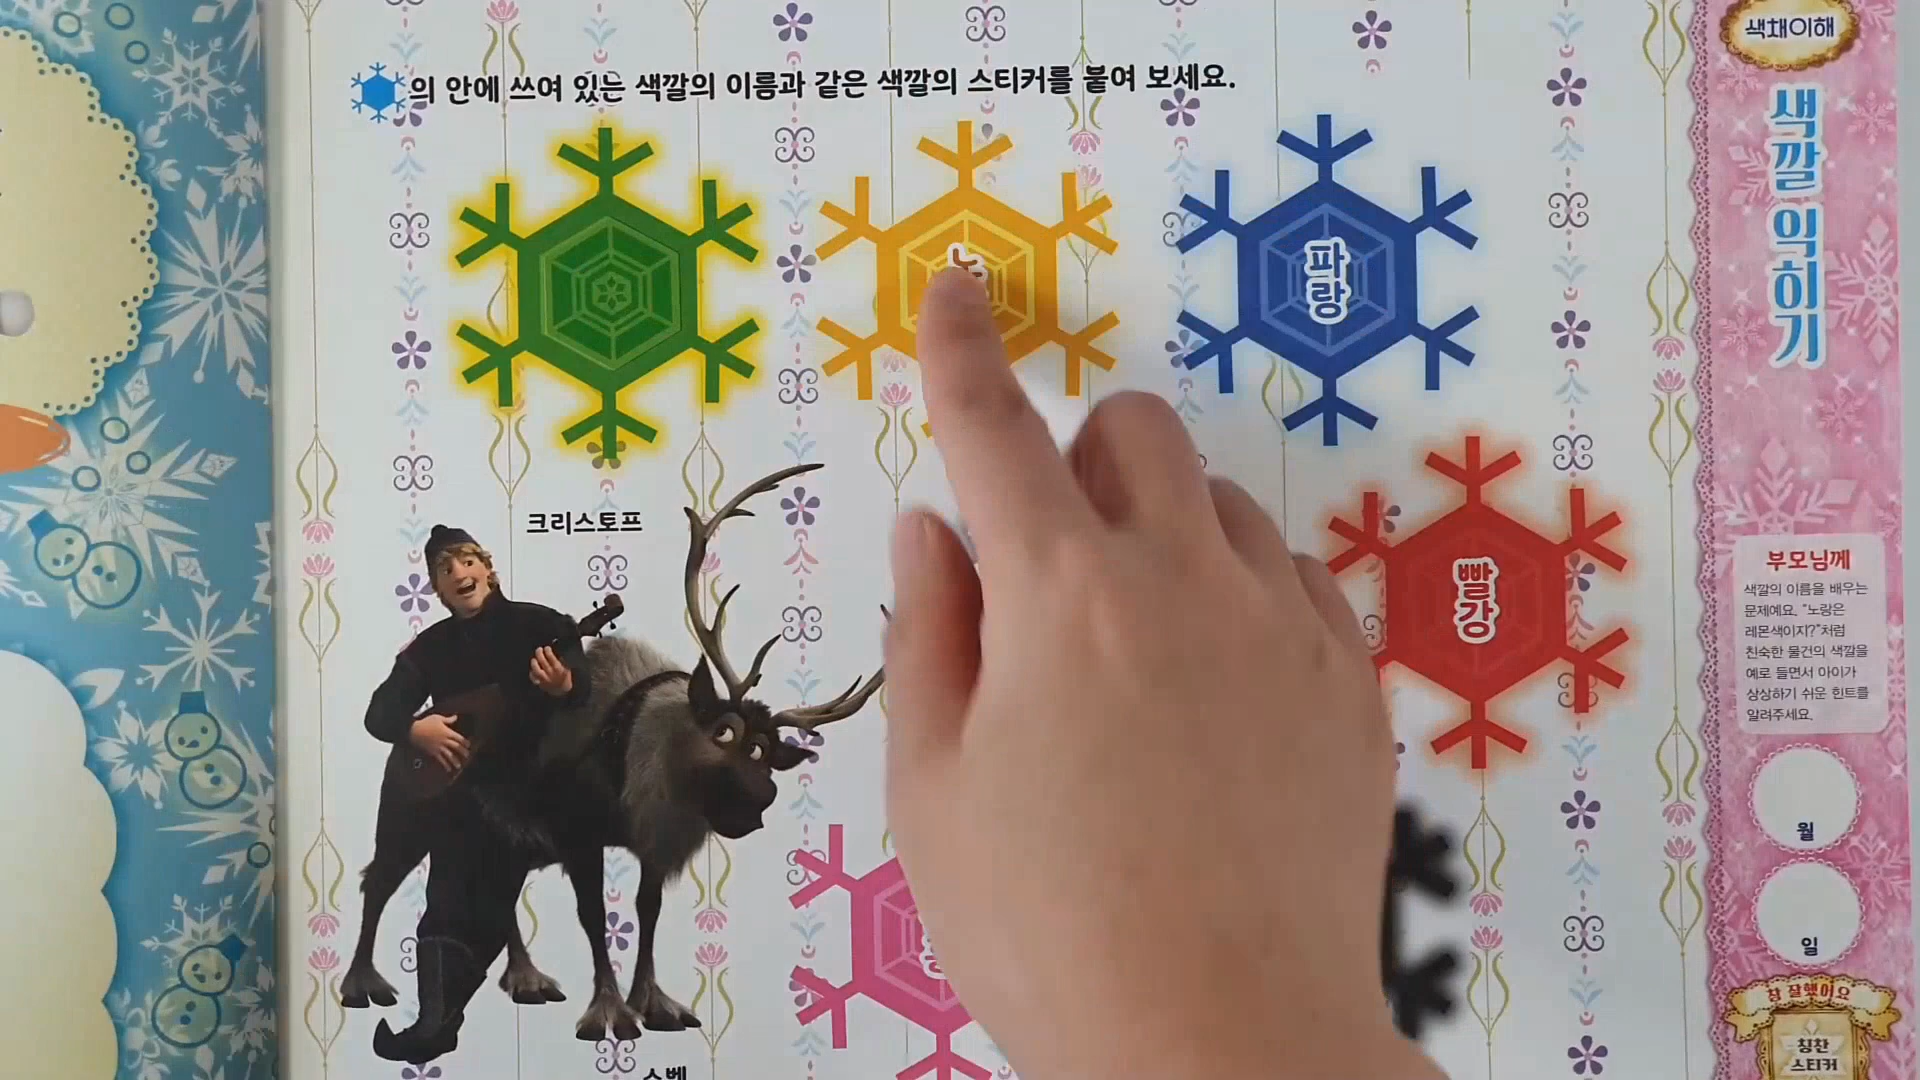 의 안에 쓰여 있는 색깔의 이름과 같은 색깔의 스티커를 붙여 보세요.
파랑
빨강
크리스토프
스벤
색채이해
색깔 익히기
부모님께
색깔의 이름을 배우는
문제예요. "노랑은
레몬색이지?"처럼
친숙한 물건의 색깔을
예로 들면서 아이가
상상하기 쉬운 힌트를
알려주세요.
월
일
참 잘했어요
칭찬
스티커